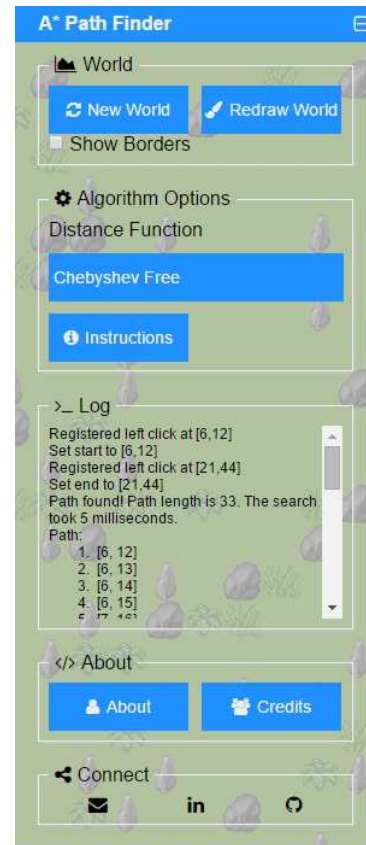 A* Path Finder
World
New World
Redraw World
Show Borders
Algorithm Options
Distance Function
Chebyshev Free
Instructions
>_ Log
Registered left click at [6,12]
Set start to [6,12]
Registered left click at [21,44]
Set end to [21,44]
Path found! Path length is 33. The search
took 5 milliseconds.
Path:
1. [6, 12]
2. [6, 13]
3. [6, 14]
4. [6, 15]
5. [7, 16]
</> About
About
Credits
Connect
in